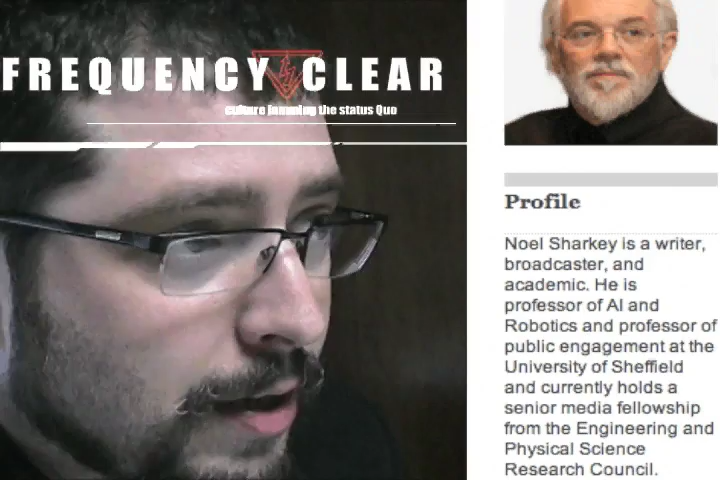 FREQUENCY CLEAR
culture Jamming the status Quo
Profile
Noel Sharkey is a writer,
broadcaster, and
academic. He is
professor of AI and
Robotics and professor of
public engagement at the
University of Sheffield
and currently holds a
senior media fellowship
from the Engineering and
Physical Science
Research Council.